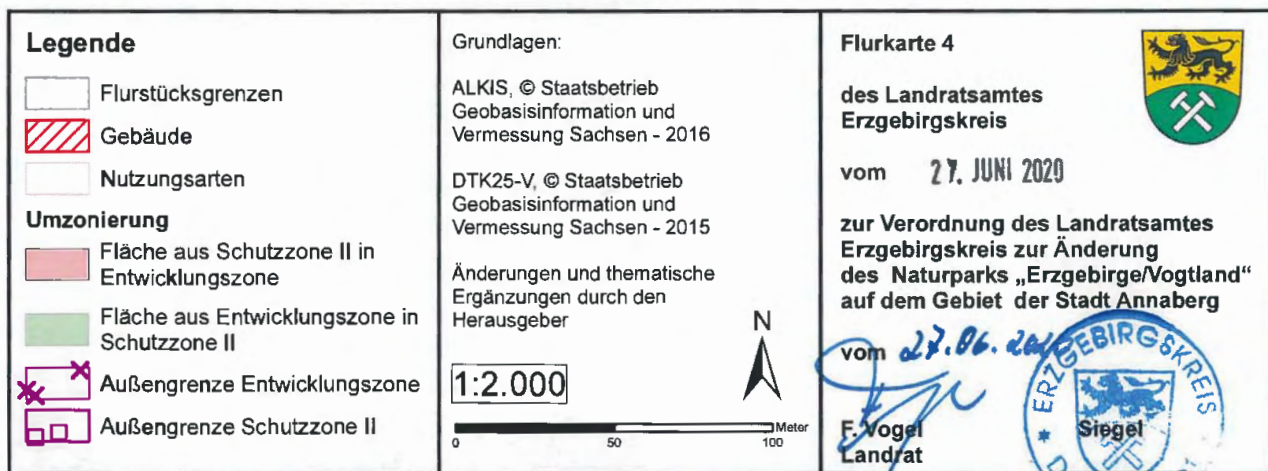 Legende
Flurstücksgrenzen
Gebäude
Nutzungsarten
Umzonierung
Fläche aus Schutzzone II in
Entwicklungszone
Fläche aus Entwicklungszone in
Schutzzone II
Außengrenze Entwicklungszone
Außengrenze Schutzzone II
Grundlagen:
ALKIS, © Staatsbetrieb
Geobasisinformation und
Vermessung Sachsen - 2016
DTK25-V, © Staatsbetrieb
Geobasisinformation und
Vermessung Sachsen - 2015
Änderungen und thematische
Ergänzungen durch den
Herausgeber
N
1:2.000
Meter
0 50 100
Flurkarte 4
des Landratsamtes
Erzgebirgskreis
vom 27. JUNI 2020
zur Verordnung des Landratsamtes
Erzgebirgskreis zur Änderung
des Naturparks „Erzgebirge/Vogtland“
auf dem Gebiet der Stadt Annaberg
vom 27.06.
ERZGEBIRGSKREIS
F. Vogel
Siegel
Landrat